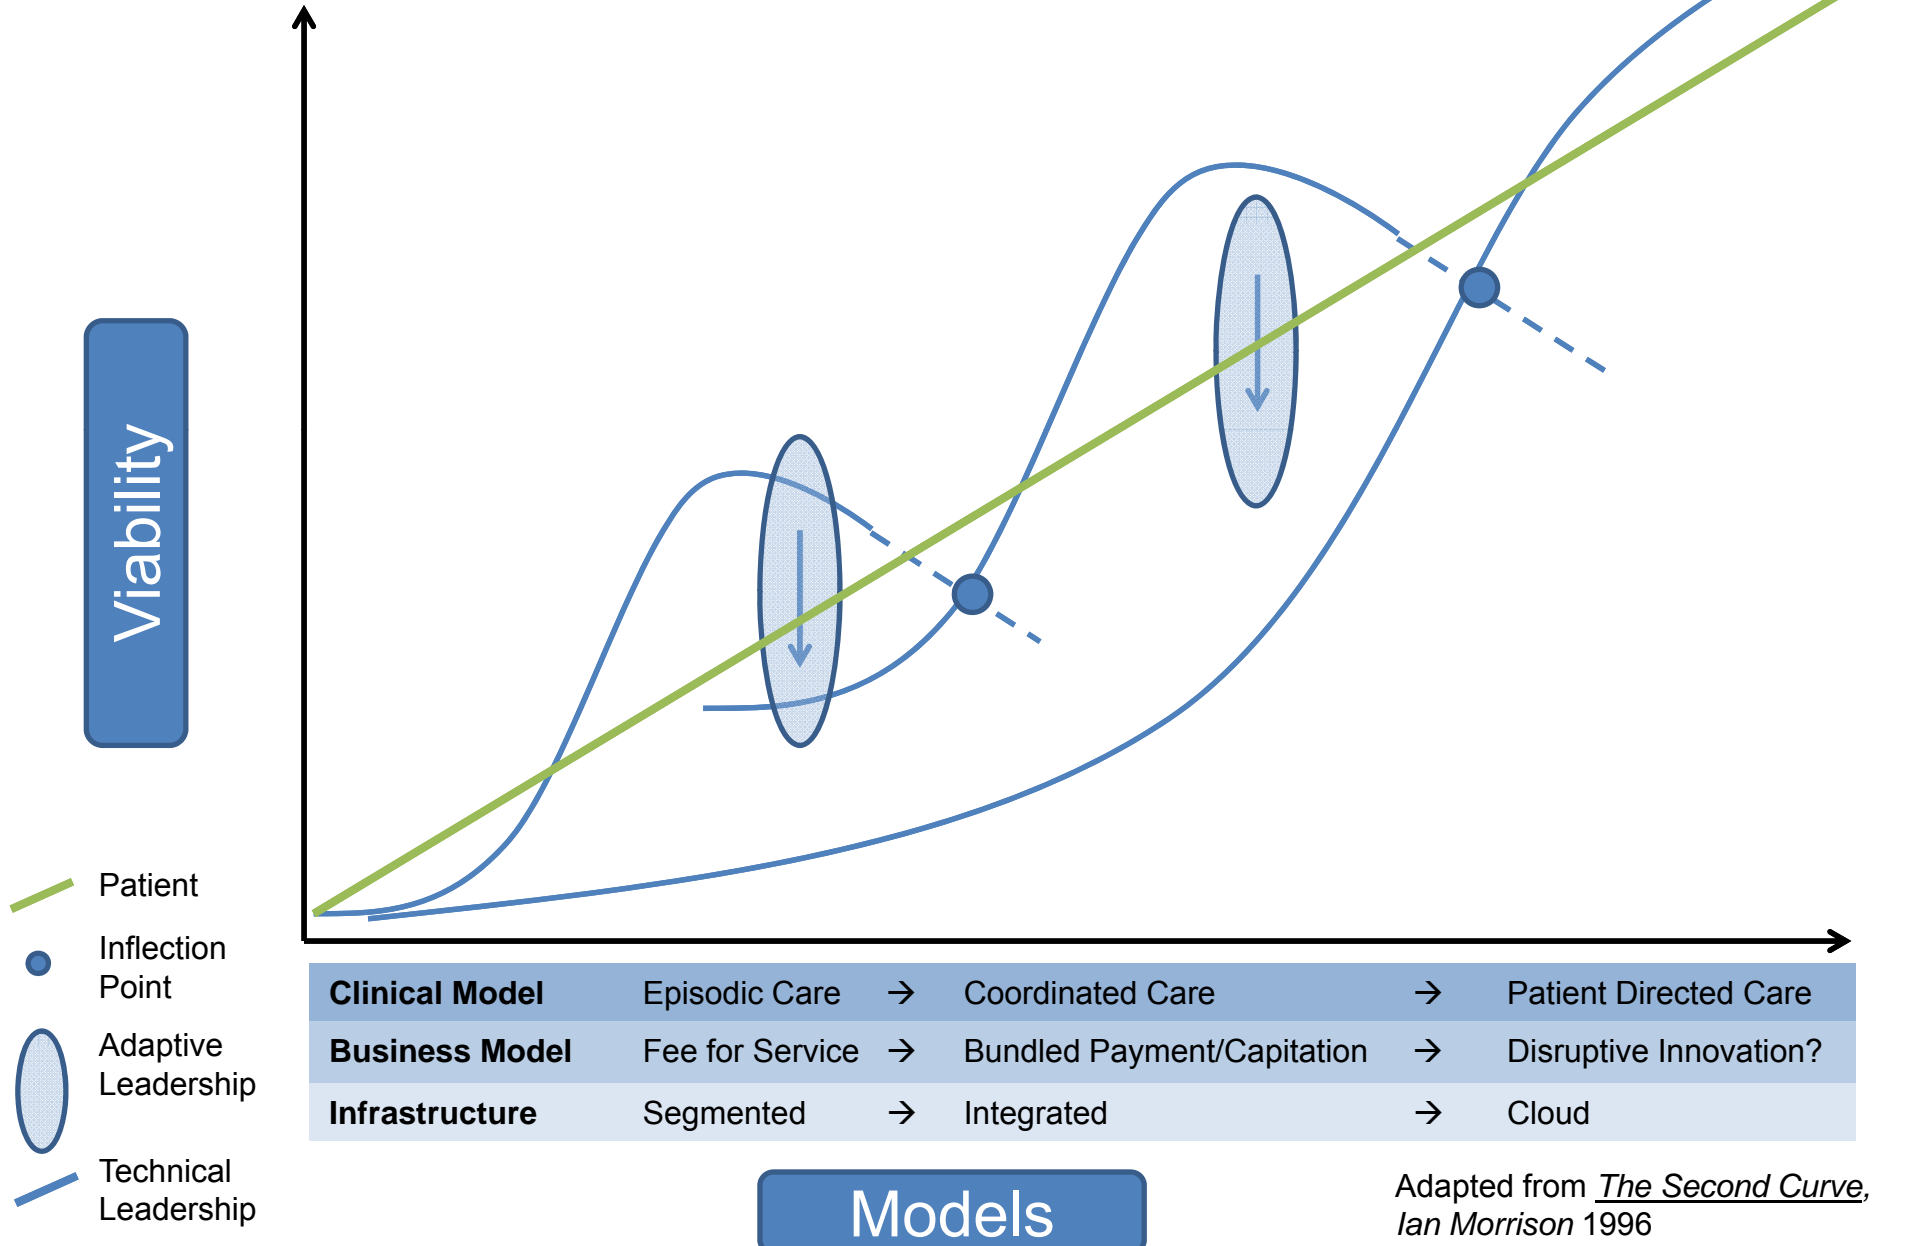 Viability
Patient
Inflection
Point
Adaptive
Leadership
Technical
Leadership
Clinical Model Episodic Care → Coordinated Care → Patient Directed Care
Business Model Fee for Service → Bundled Payment/Capitation → Disruptive Innovation?
Infrastructure Segmented → Integrated → Cloud
Models
Adapted from The Second Curve,
Ian Morrison 1996